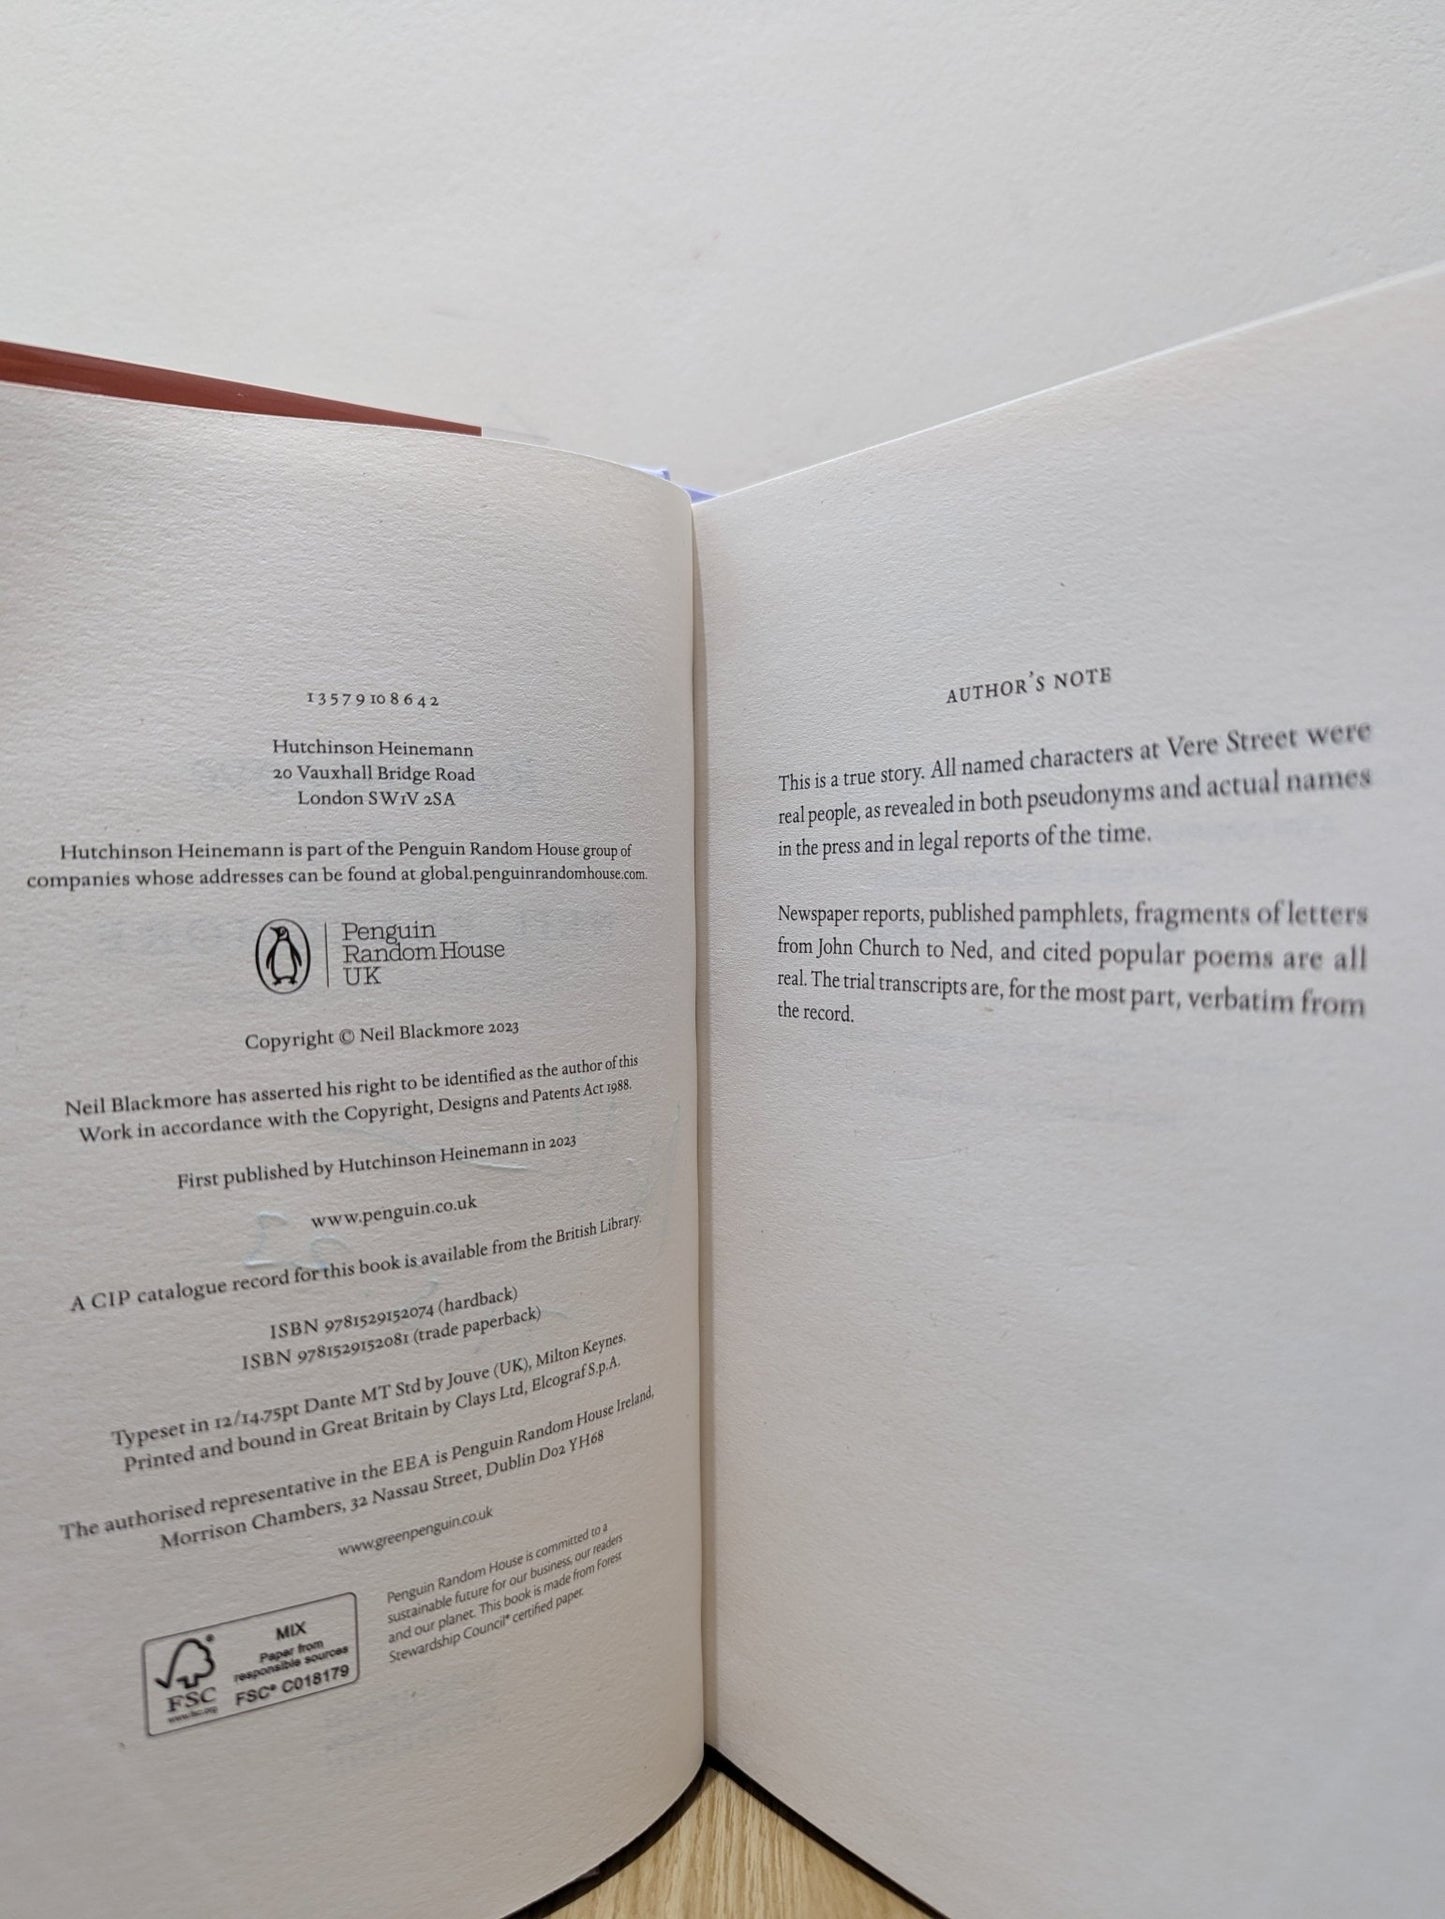 1 3 5 7 9 10 8 6 4 2
Hutchinson Heinemann
20 Vauxhall Bridge Road
London SW1V 2SA
Hutchinson Heinemann is part of the Penguin Random House group of
companies whose addresses can be found at global.penguinrandomhouse.com.
Penguin
Random House
UK
Copyright © Neil Blackmore 2023
Neil Blackmore has asserted his right to be identified as the author of this
Work in accordance with the Copyright, Designs and Patents Act 1988.
First published by Hutchinson Heinemann in 2023
www.penguin.co.uk
A CIP catalogue record for this book is available from the British Library.
ISBN 9781529152074 (hardback)
ISBN 9781529152081 (trade paperback)
Typeset in 12/14.75pt Dante MT Std by Jouve (UK), Milton Keynes.
Printed and bound in Great Britain by Clays Ltd, Elcograf S.p.A.
The authorised representative in the EEA is Penguin Random House Ireland,
Morrison Chambers, 32 Nassau Street, Dublin D02 YH68
www.greenpenguin.co.uk
MIX
Paper from
responsible sources
FSC® C018179
FSC
www.fsc.org
Penguin Random House is committed to a
sustainable future for our business, our readers
and our planet. This book is made from Forest
Stewardship Council® certified paper.
AUTHOR'S NOTE
This is a true story. All named characters at Vere Street were
real people, as revealed in both pseudonyms and actual names
in the press and in legal reports of the time.
Newspaper reports, published pamphlets, fragments of letters
from John Church to Ned, and cited popular poems are all
real. The trial transcripts are, for the most part, verbatim from
the record.